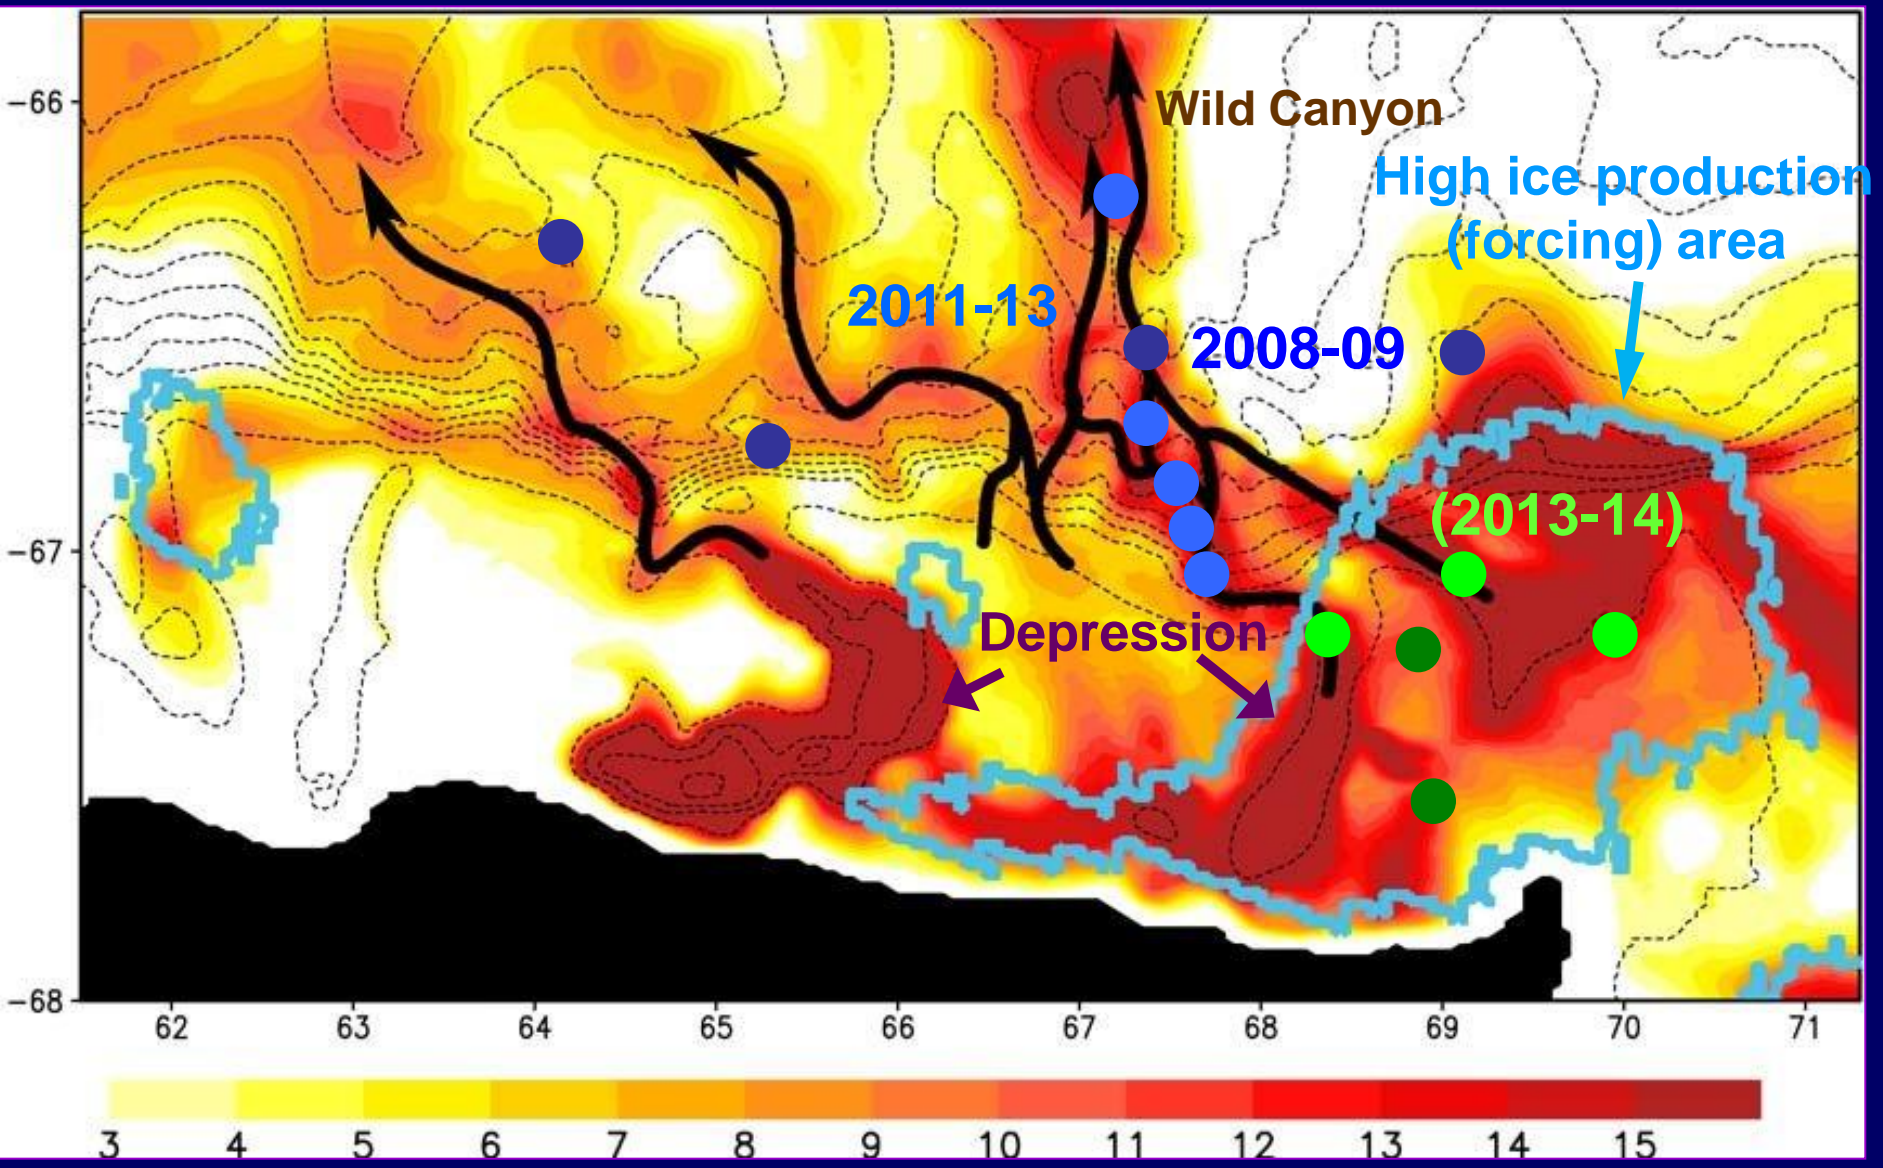 -66
Wild Canyon
High ice production
(forcing) area
2011-13
2008-09
(2013-14)
-67
Depression
-68
62 63 64 65 66 67 68 69 70 71
3 4 5 6 7 8 9 10 11 12 13 14 15